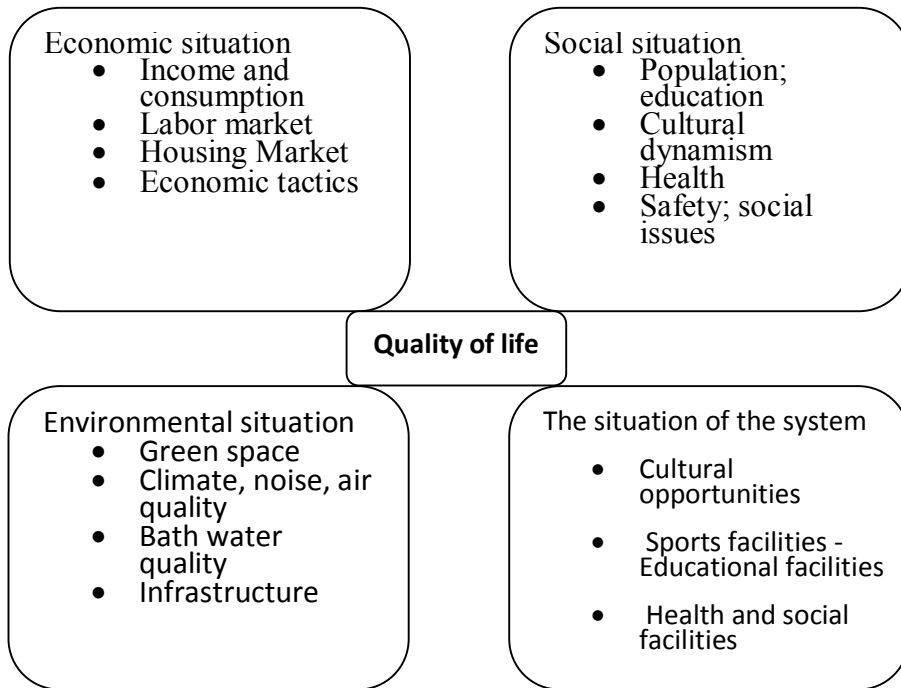 Economic situation
• Income and
consumption
• Labor market
• Housing Market
• Economic tactics
Social situation
• Population;
education
• Cultural
dynamism
• Health
• Safety; social
issues
Quality of life
Environmental situation
• Green space
• Climate, noise, air
quality
• Bath water
quality
• Infrastructure
The situation of the system
• Cultural
opportunities
• Sports facilities -
Educational facilities
• Health and social
facilities